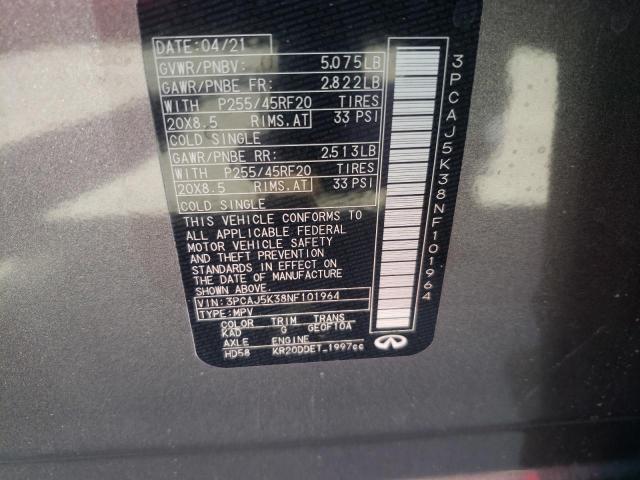 DATE: 04/21
GVWR/PNBV: 5.075LB
GAWR/PNBE FR: 2.822LB
WITH P255/45RF20 TIRES
20X8.5 RIMS.AT 33 PSI
COLD SINGLE
GAWR/PNBE RR: 2.513LB
WITH P255/45RF20 TIRES
20X8.5 RIMS.AT 33 PSI
COLD SINGLE
THIS VEHICLE CONFORMS TO
ALL APPLICABLE FEDERAL
MOTOR VEHICLE SAFETY
AND THEFT PREVENTION
STANDARDS IN EFFECT ON
THE DATE OF MANUFACTURE
SHOWN ABOVE.
VIN: 3PCAJ5K38NF101964
TYPE: MPV
COLOR TRIM TRANS
KAD G GE0F10A
AXLE ENGINE
HD58 KR20DDET 1997cc
3PCAJ5K38NF101964